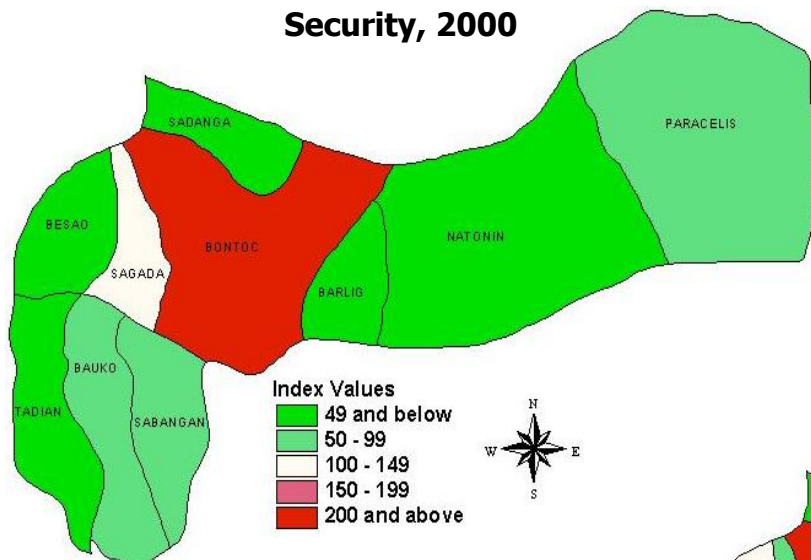 Security, 2000
PARACELIS
SADANGA
BESAO
NATONIN
BONTOC
SAGADA
BARLIG
BAUKO
TADIAN
SABANGAN
Index Values
49 and below
50 - 99
100 - 149
150 - 199
200 and above
N
W
E
S